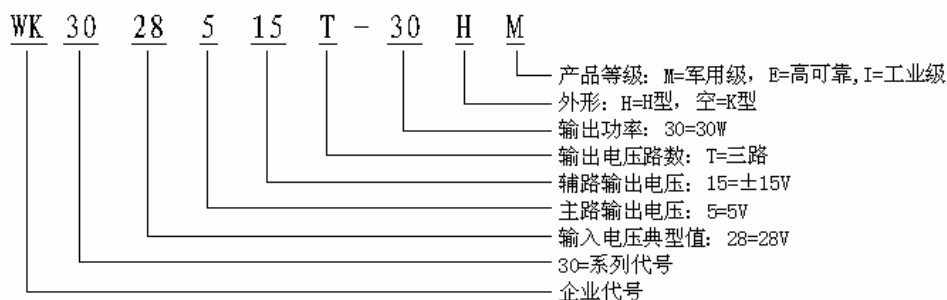 WK 30 28 5 15 T - 30 H M
产品等级: M=军用级, E=高可靠, I=工业级
外形: H=H型, 空=K型
输出功率: 30=30W
输出电压路数: T=三路
辅路输出电压: 15=±15V
主路输出电压: 5=5V
输入电压典型值: 28=28V
30=系列代号
企业代号